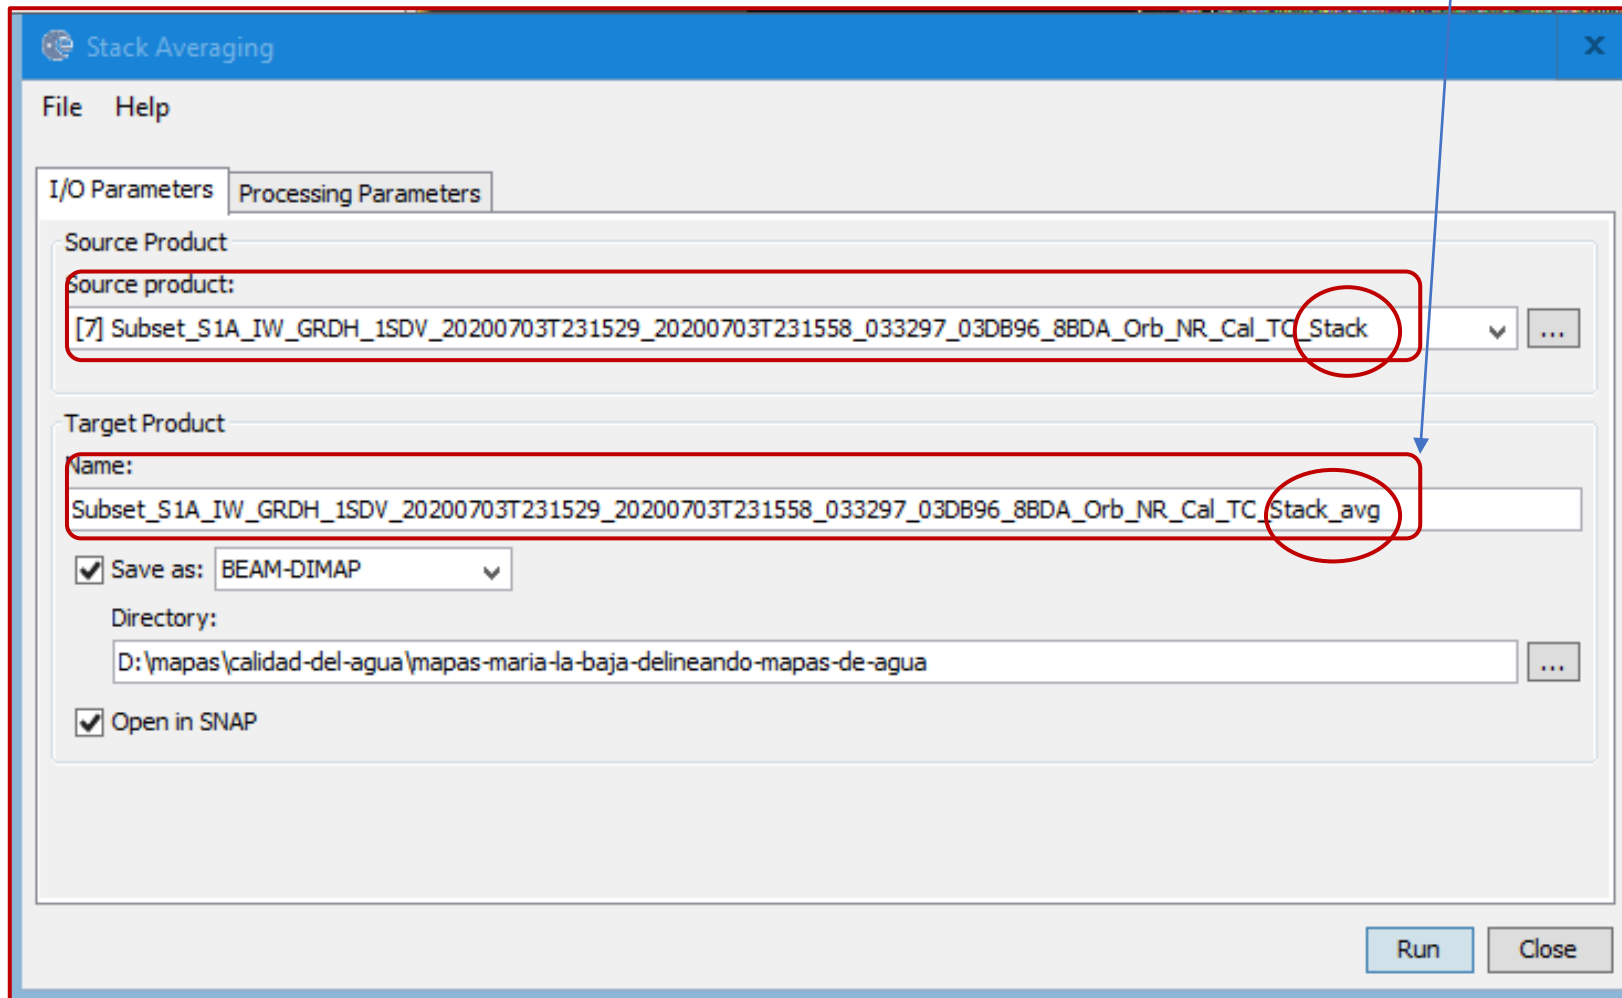 Stack Averaging
x
File Help
I/O Parameters Processing Parameters
Source Product
Source product:
[7] Subset_S1A_IW_GRDH_1SDV_20200703T231529_20200703T231558_033297_03DB96_8BDA_Orb_NR_Cal_TC_Stack
...
Target Product
Name:
Subset_S1A_IW_GRDH_1SDV_20200703T231529_20200703T231558_033297_03DB96_8BDA_Orb_NR_Cal_TC_Stack_avg
Save as: BEAM-DIMAP
Directory:
D:\mapas\calidad-del-agua\mapas-maria-la-baja-delineando-mapas-de-agua
...
Open in SNAP
Run Close